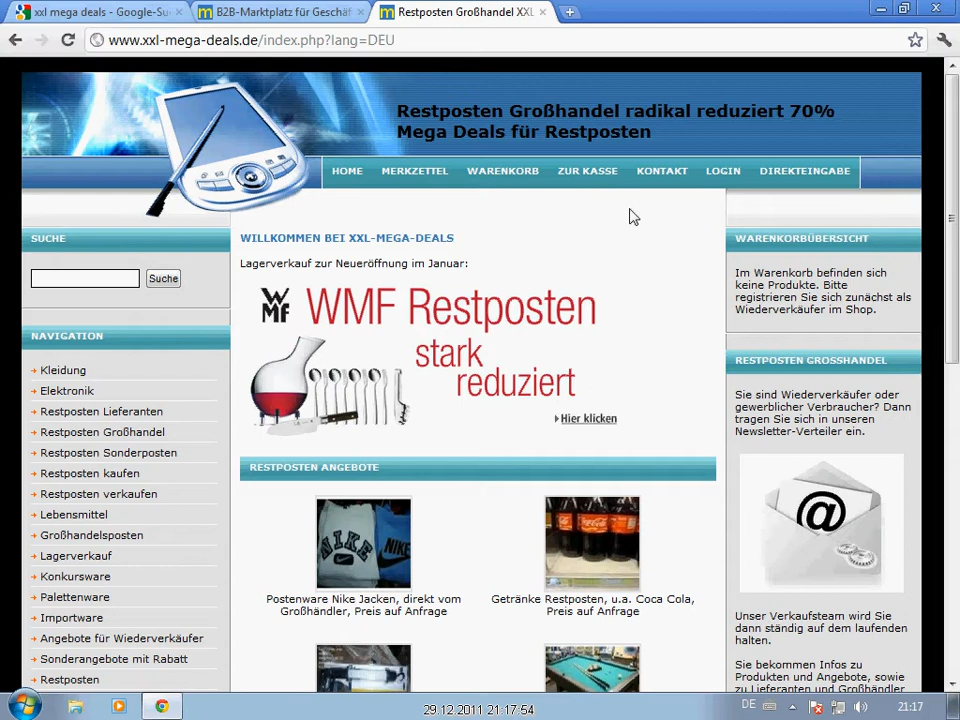 xxl mega deals - Google-Su
B2B-Marktplatz für Geschäf
Restposten Großhandel XXL
www.xxl-mega-deals.de/index.php?lang=DEU
Restposten Großhandel radikal reduziert 70%
Mega Deals für Restposten
HOME MERKZETTEL WARENKORB ZUR KASSE KONTAKT LOGIN DIREKTEINGABE
SUCHE
Suche
NAVIGATION
Kleidung
Elektronik
Restposten Lieferanten
Restposten Großhandel
Restposten Sonderposten
Restposten kaufen
Restposten verkaufen
Lebensmittel
Großhandelsposten
Lagerverkauf
Konkursware
Palettenware
Importware
Angebote für Wiederverkäufer
Sonderangebote mit Rabatt
Restposten
WILLKOMMEN BEI XXL-MEGA-DEALS
Lagerverkauf zur Neueröffnung im Januar:
WMF
WMF Restposten
stark
reduziert
Hier klicken
RESTPOSTEN ANGEBOTE
NIKE
NIKE
Postenware Nike Jacken, direkt vom
Großhändler, Preis auf Anfrage
Getränke Restposten, u.a. Coca Cola,
Preis auf Anfrage
WARENKORBÜBERSICHT
Im Warenkorb befinden sich
keine Produkte. Bitte
registrieren Sie sich zunächst als
Wiederverkäufer im Shop.
RESTPOSTEN GROSSHANDEL
Sie sind Wiederverkäufer oder
gewerblicher Verbraucher? Dann
tragen Sie sich in unseren
Newsletter-Verteiler ein.
@
Unser Verkaufsteam wird Sie
dann ständig auf dem laufenden
halten.
Sie bekommen Infos zu
Produkten und Angebote, sowie
zu Lieferanten und Großhändler
29.12.2011 21:17:54
DE
21:17